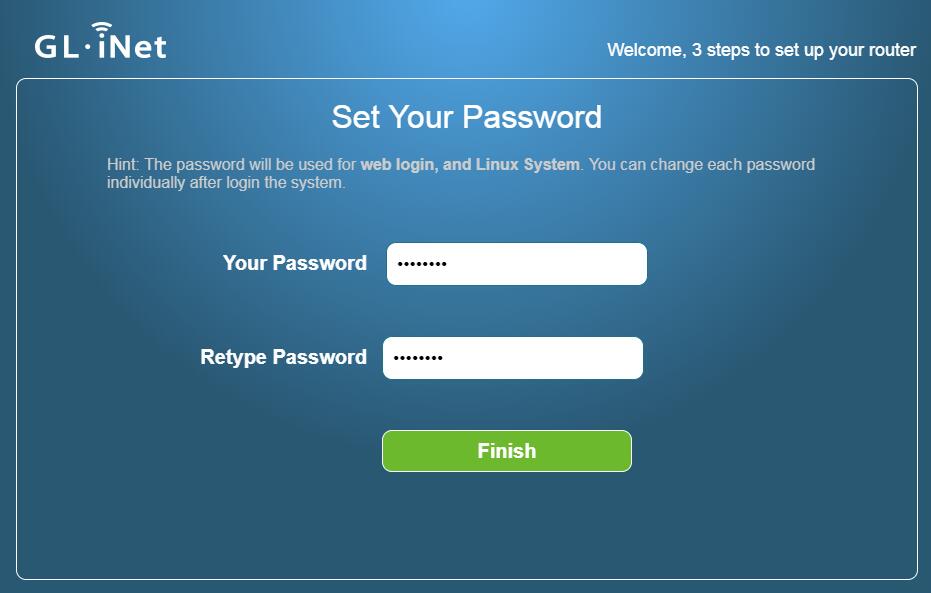 GL·iNet
Welcome, 3 steps to set up your router
Set Your Password
Hint: The password will be used for web login, and Linux System. You can change each password
individually after login the system.
Your Password ••••••••
Retype Password ••••••••
Finish